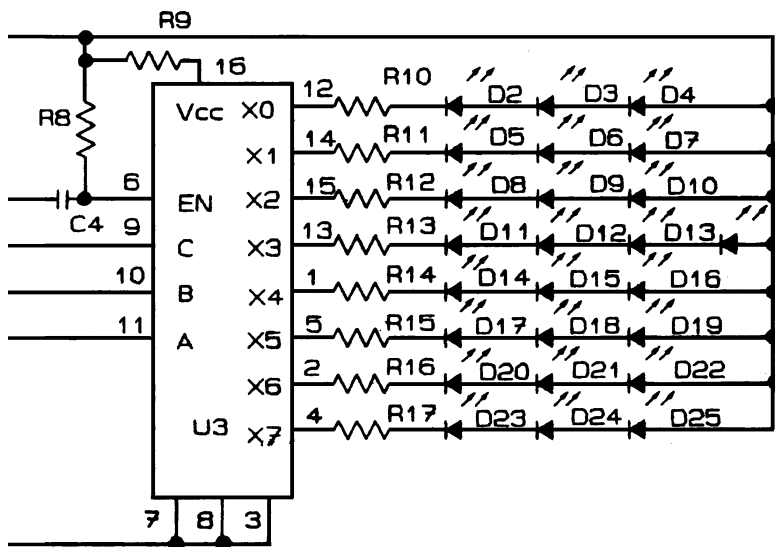 R9
16
R8
Vcc X0 12 R10 D2 D3 D4
X1 14 R11 D5 D6 D7
6 EN X2 15 R12 D8 D9 D10
C4
9 C X3 13 R13 D11 D12 D13
10 B X4 1 R14 D14 D15 D16
11 A X5 5 R15 D17 D18 D19
X6 2 R16 D20 D21 D22
U3 X7 4 R17 D23 D24 D25
7 8 3